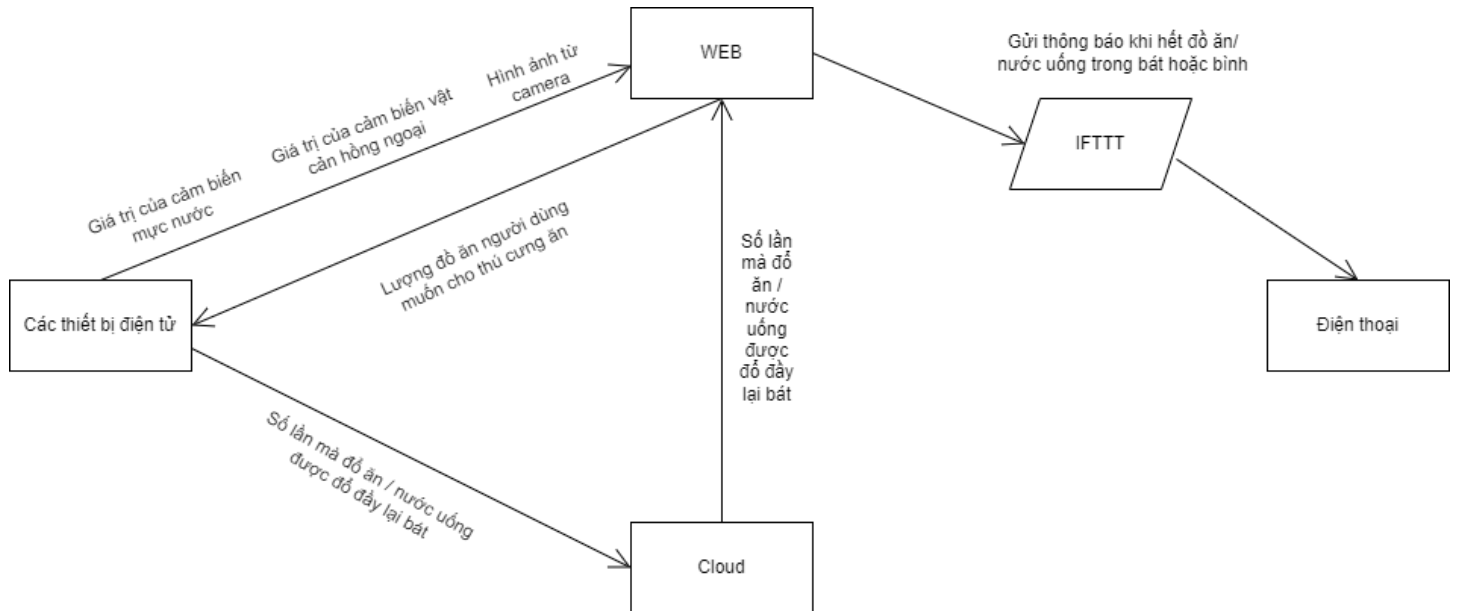 WEB
Gửi thông báo khi hết đồ ăn/
nước uống trong bát hoặc bình
IFTTT
Hình ảnh từ
camera
Giá trị của cảm biến vật
cản hồng ngoại
Giá trị của cảm biến
mực nước
Lượng đồ ăn người dùng
muốn cho thú cưng ăn
Số lần
mà đồ
ăn /
nước
uống
được
đổ đầy
lại bát
Các thiết bị điện tử
Điện thoại
Số lần mà đồ ăn / nước uống
được đổ đầy lại bát
Cloud